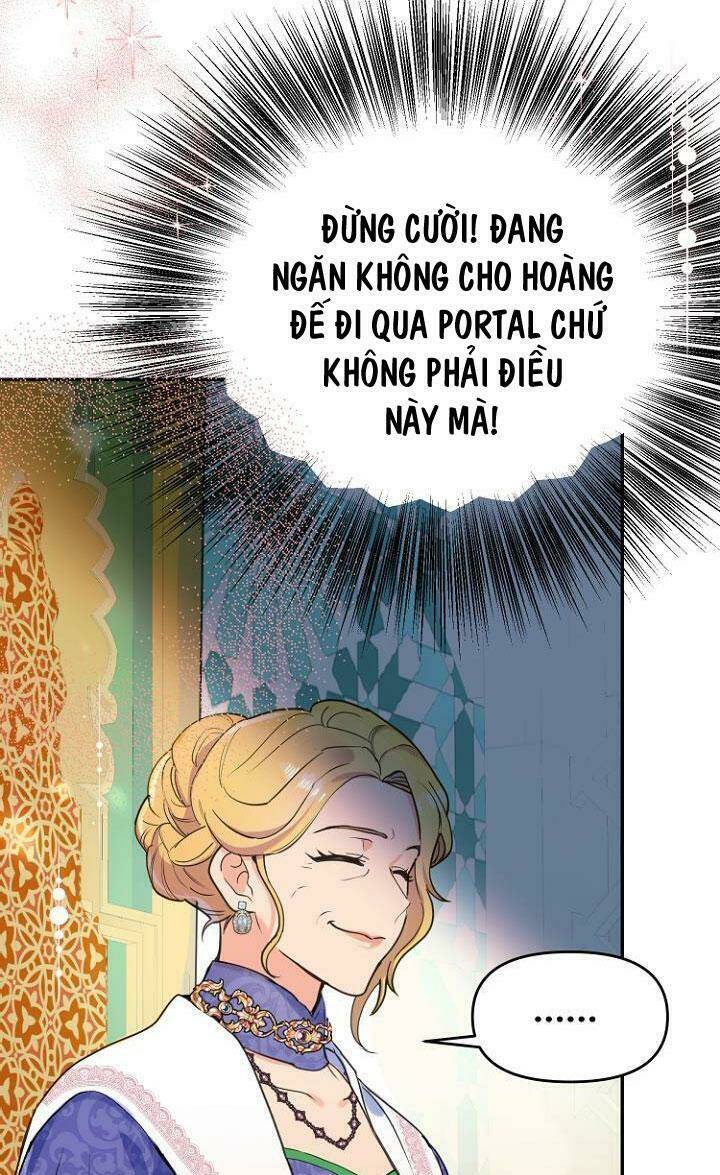 ĐỪNG CƯỜI! ĐANG
NGĂN KHÔNG CHO HOÀNG
ĐẾ ĐI QUA PORTAL CHỨ
KHÔNG PHẢI ĐIỀU
NÀY MÀ!
......